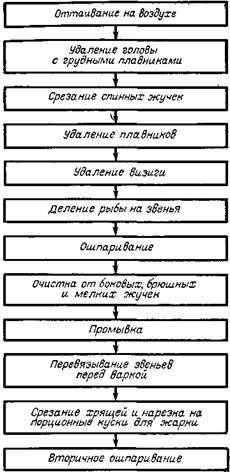 Оттаивание на воздухе
Удаление головы
с грудными плавниками
Срезание спинных жучек
Удаление плавников
Удаление визиги
Деление рыбы на звенья
Ошпаривание
Очистка от боковых, брюшных
и мелких жучек
Промывка
Перевязывание звеньев
перед варкой
Срезание хрящей и нарезка на
порционные куски для жарки
Вторичное ошпаривание